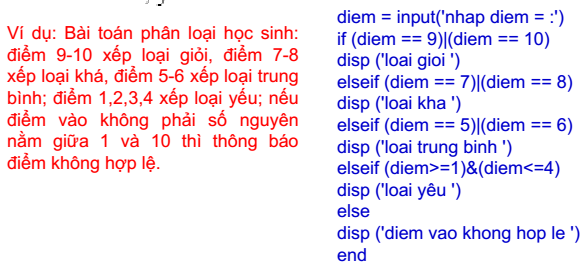 Ví dụ: Bài toán phân loại học sinh:
điểm 9-10 xếp loại giỏi, điểm 7-8
xếp loại khá, điểm 5-6 xếp loại trung
bình; điểm 1,2,3,4 xếp loại yếu; nếu
điểm vào không phải số nguyên
nằm giữa 1 và 10 thì thông báo
điểm không hợp lệ.
diem = input('nhap diem = :')
if (diem == 9)|(diem == 10)
disp ('loai gioi ')
elseif (diem == 7)|(diem == 8)
disp ('loai kha ')
elseif (diem == 5)|(diem == 6)
disp ('loai trung binh ')
elseif (diem>=1)&(diem<=4)
disp ('loai yêu ')
else
disp ('diem vao khong hop le ')
end